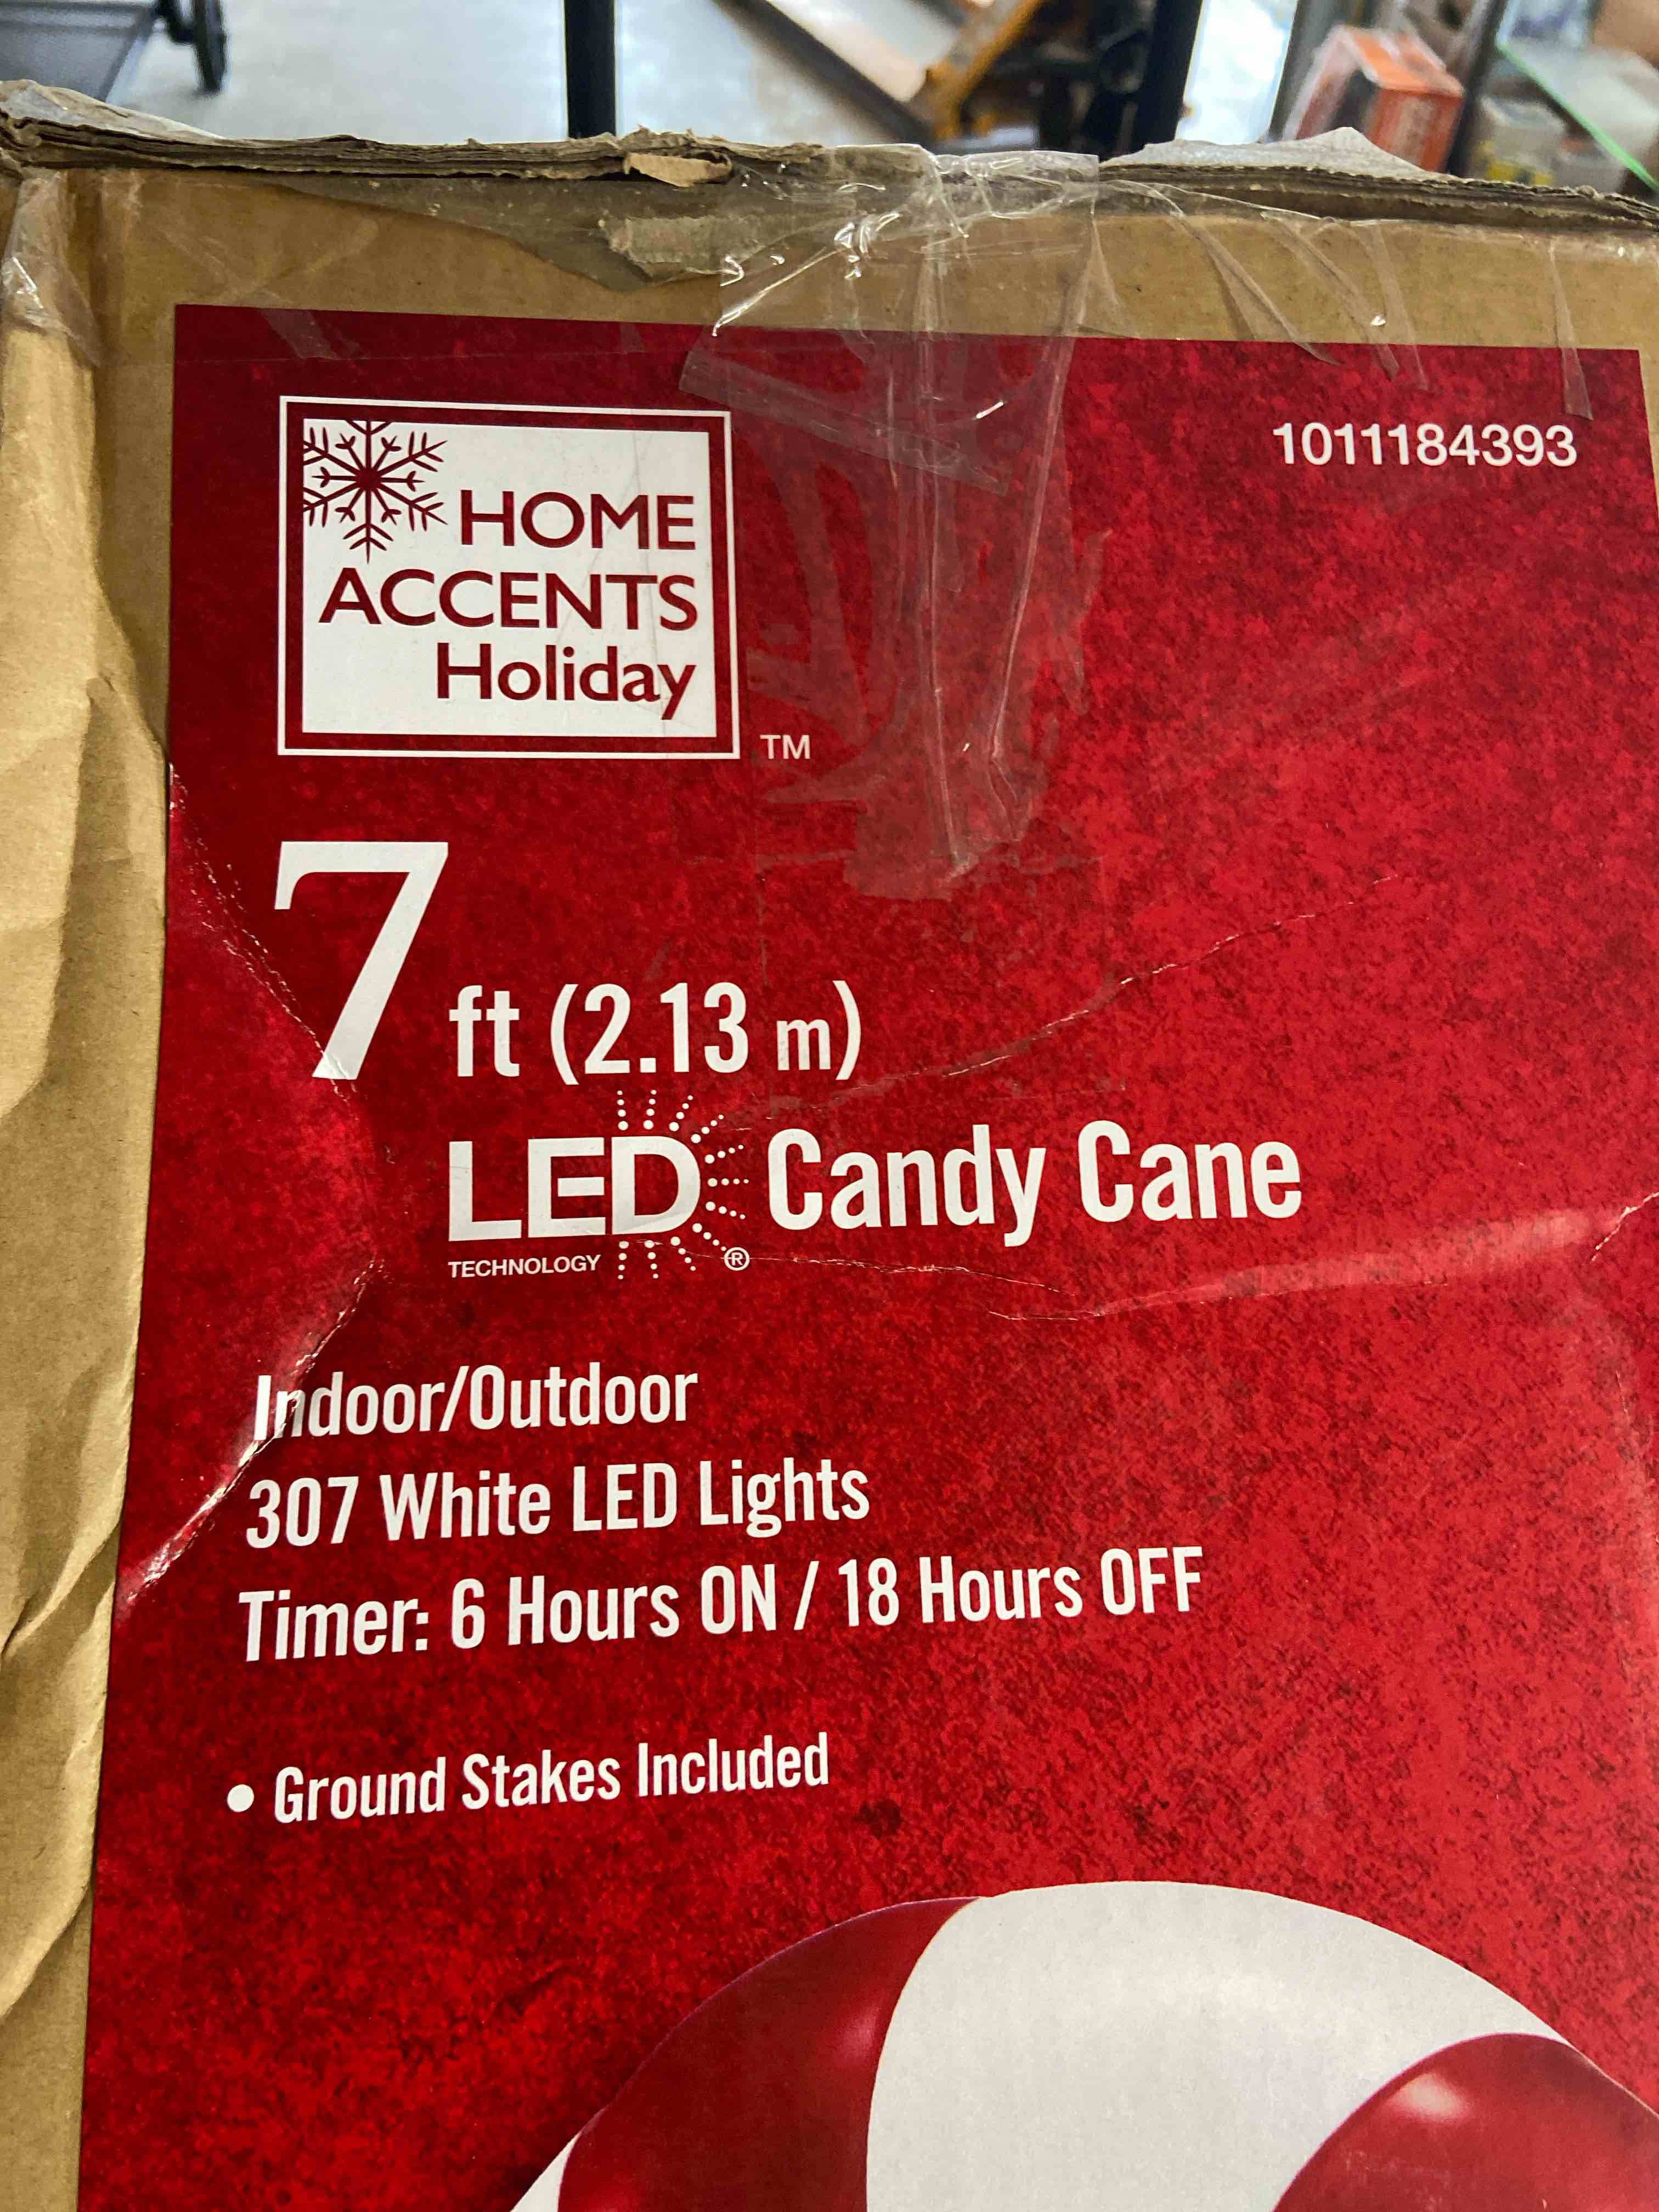 HOME
ACCENTS
Holiday
TM
1011184393
7 ft (2.13 m)
LED Candy Cane
TECHNOLOGY ®
Indoor/Outdoor
307 White LED Lights
Timer: 6 Hours ON / 18 Hours OFF
• Ground Stakes Included